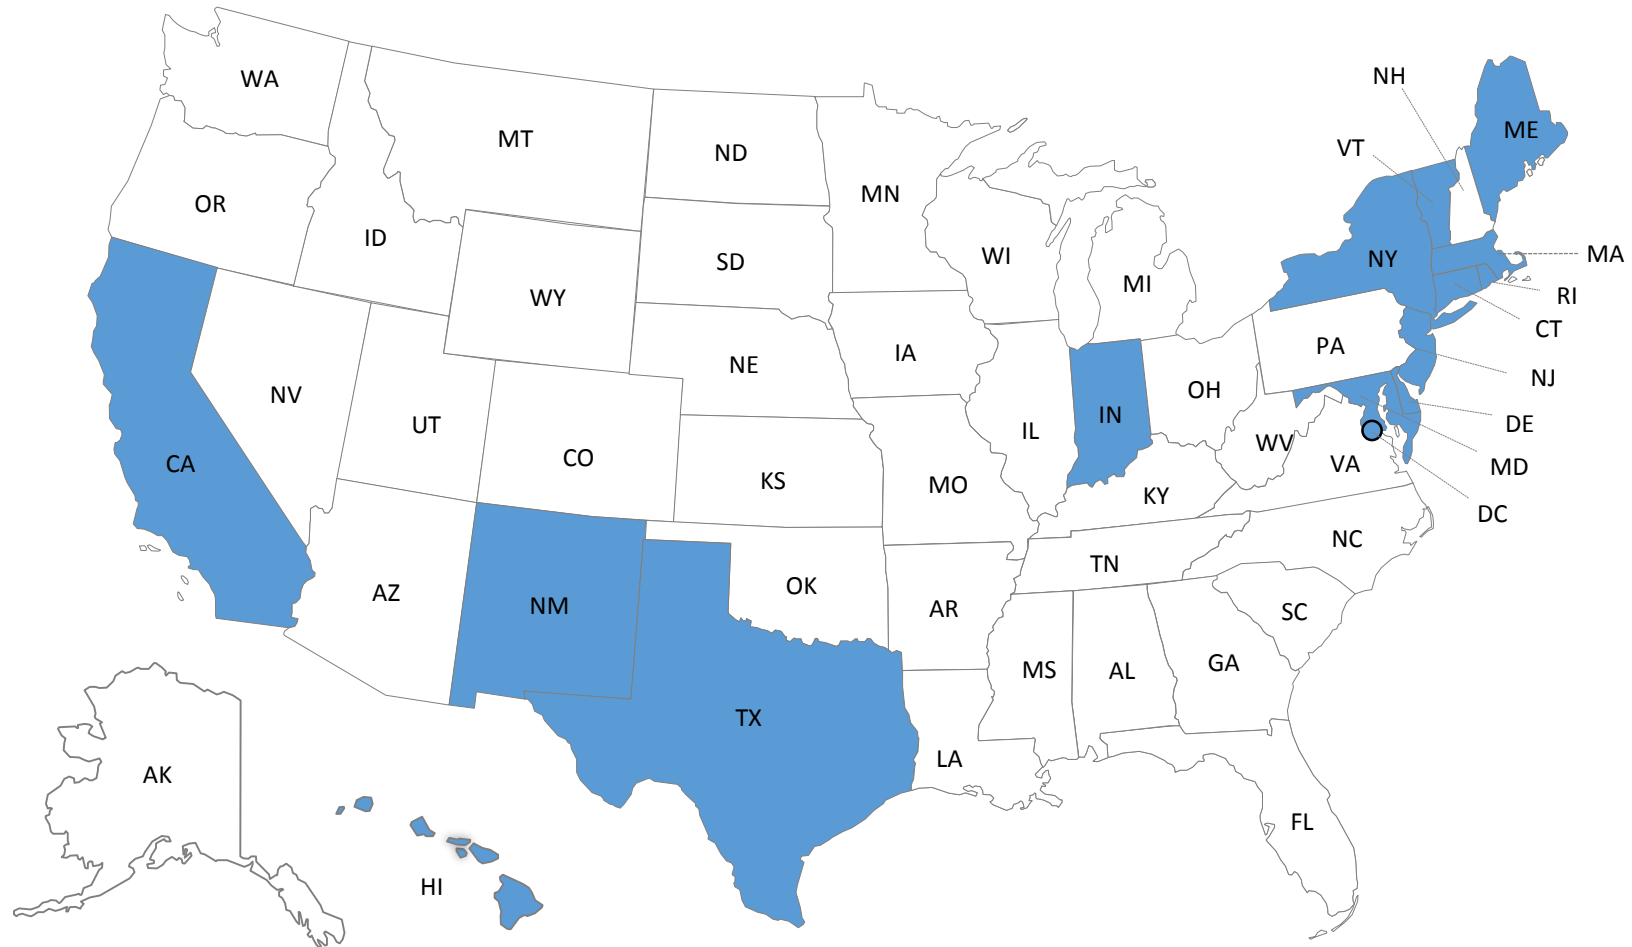 WA
MT
ND
MN
NH
ME
VT
OR
ID
WY
SD
WI
MI
NY
MA
RI
CT
NV
UT
CO
NE
IA
IL
IN
OH
PA
NJ
DE
MD
DC
CA
KS
MO
KY
WV
VA
AZ
NM
OK
AR
TN
NC
SC
TX
LA
MS
AL
GA
FL
AK
HI